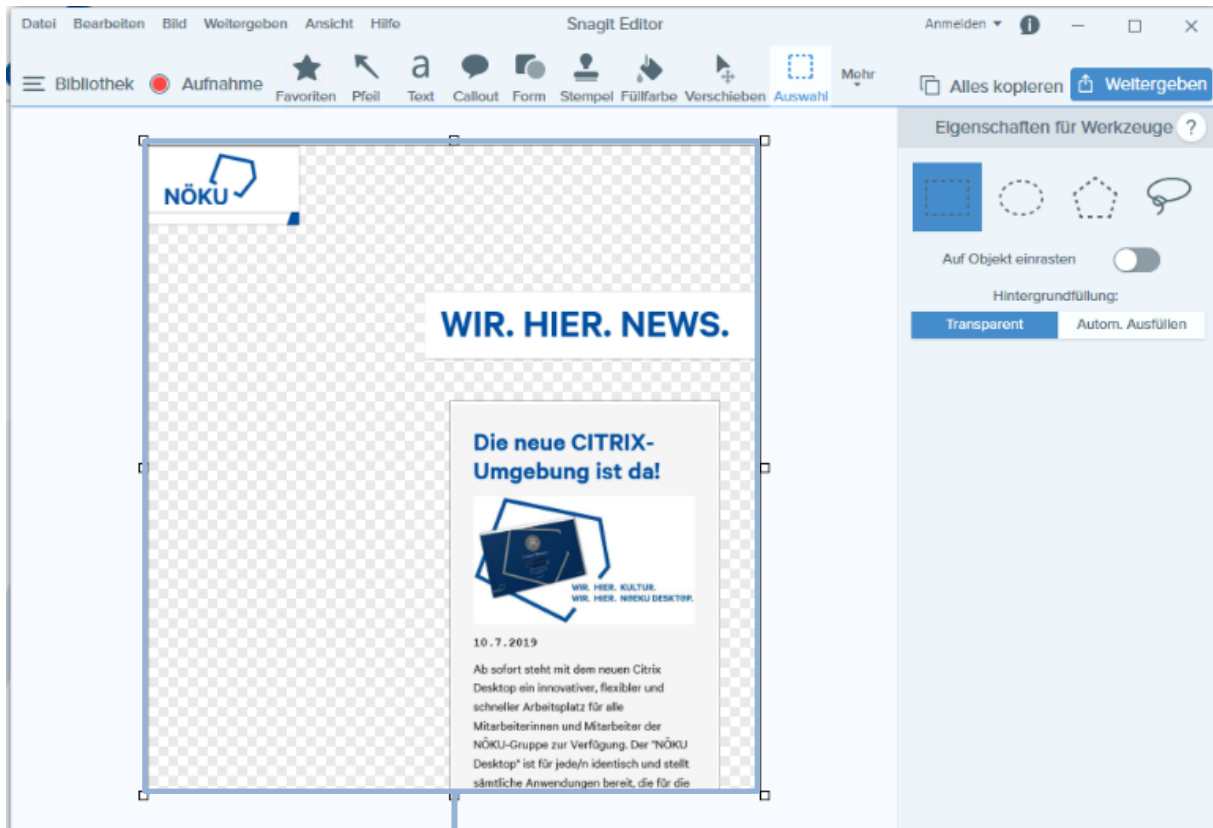 Datei Bearbeiten Bild Weitergeben Ansicht Hilfe Snagit Editor Anmelden
Bibliothek Aufnahme Favoriten Pfeil a Text Callout Form Stempel Füllfarbe Verschieben Auswahl Mehr Alles kopieren Weitergeben
Eigenschaften für Werkzeuge ?
NÖKU
Auf Objekt einrasten
Hintergrundfüllung:
Transparent Autom. Ausfüllen
WIR. HIER. NEWS.
Die neue CITRIX-
Umgebung ist da!
WIR. HIER. KULTUR.
WIR. HIER. NOEKU DESKTOP.
10.7.2019
Ab sofort steht mit dem neuen Citrix
Desktop ein innovativer, flexibler und
schneller Arbeitsplatz für alle
Mitarbeiterinnen und Mitarbeiter der
NÖKU-Gruppe zur Verfügung. Der "NÖKU
Desktop" ist für jede/n identisch und stellt
sämtliche Anwendungen bereit, die für die